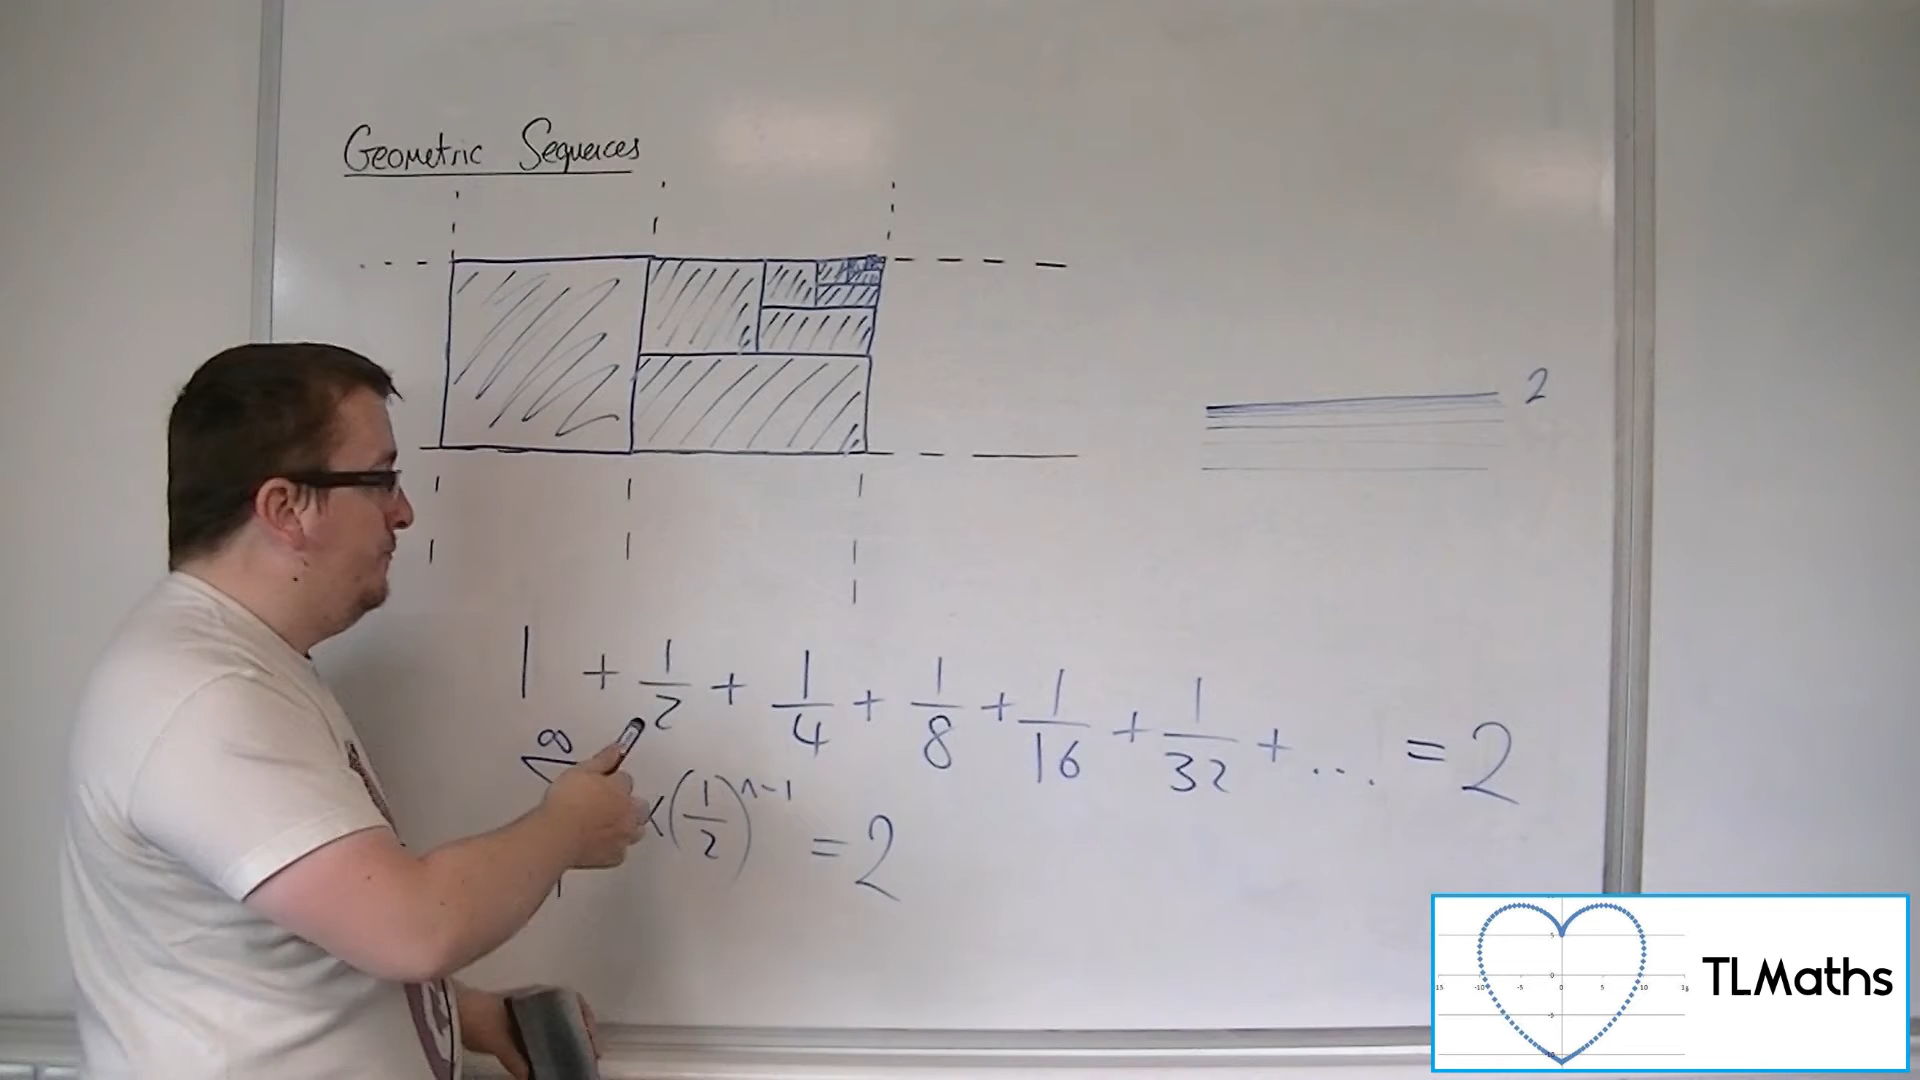 Geometric Sequences
2
1 + 1/2 + 1/4 + 1/8 + 1/16 + 1/32 + ... = 2
∞
×(1/2)^n-1 = 2
TLMaths